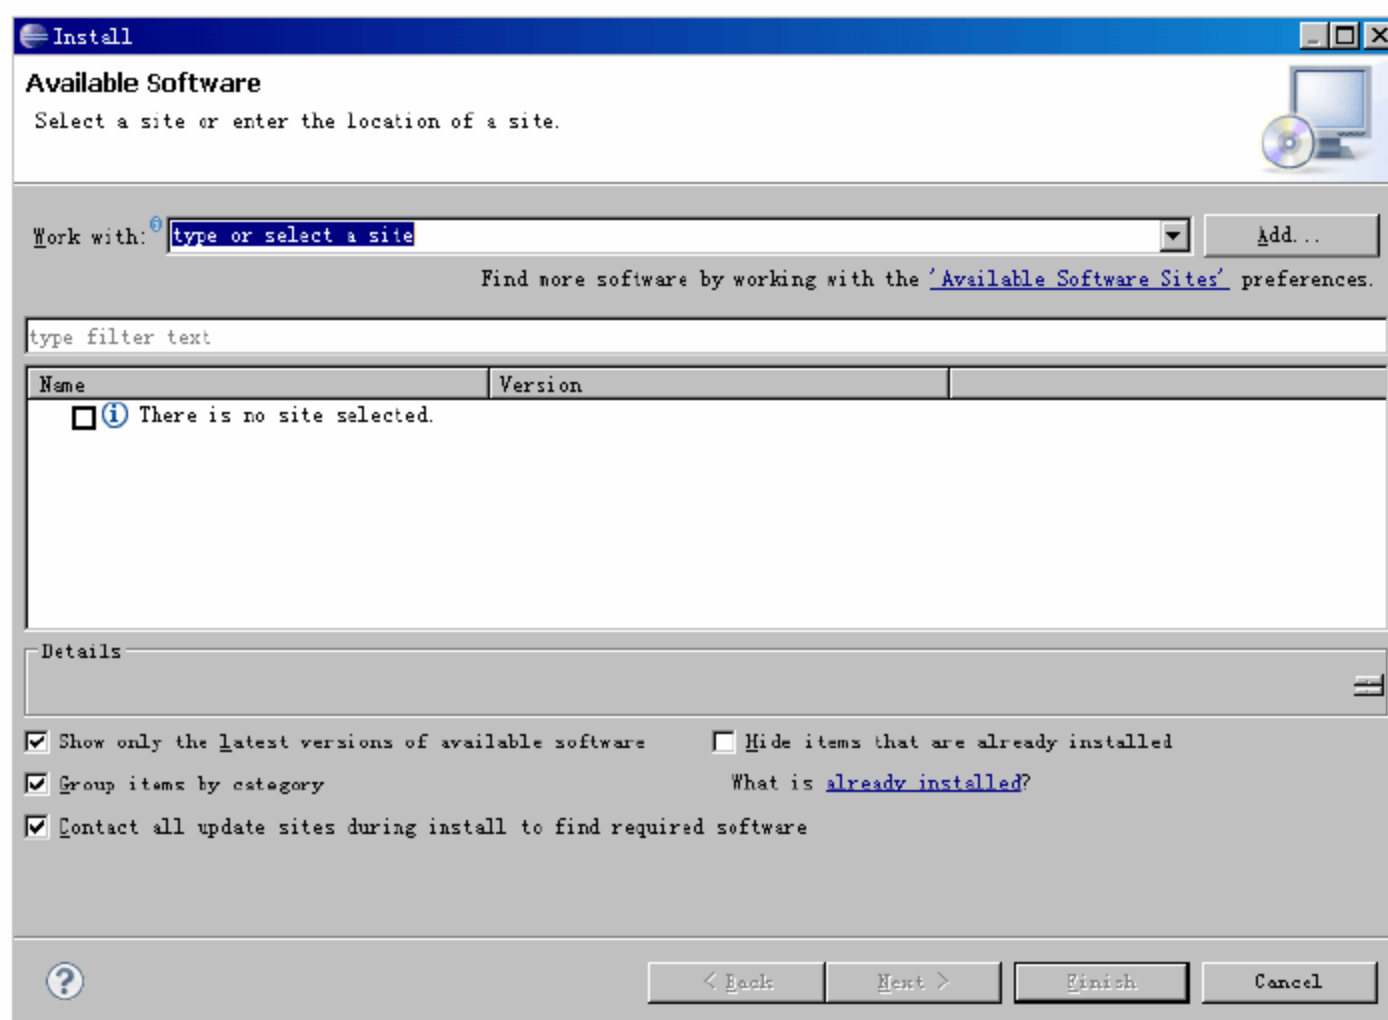 Install
Available Software
Select a site or enter the location of a site.
Work with: type or select a site Add...
Find more software by working with the 'Available Software Sites' preferences.
type filter text
Name Version
There is no site selected.
Details
Show only the latest versions of available software Hide items that are already installed
Group items by category What is already installed?
Contact all update sites during install to find required software
< Back Next > Finish Cancel